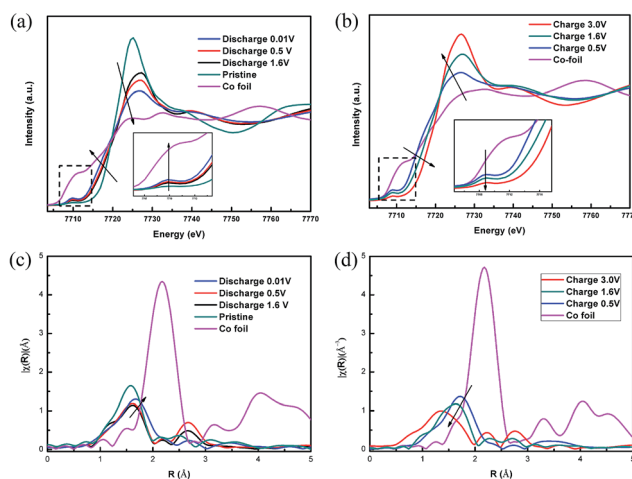 (a)
Discharge 0.01V
Discharge 0.5 V
Discharge 1.6V
Pristine
Co foil
Intensity (a.u.)
7710 7720 7730 7740 7750 7760 7770
Energy (eV)
(b)
Charge 3.0V
Charge 1.6V
Charge 0.5V
Co-foil
Intensity (a.u.)
7710 7720 7730 7740 7750 7760 7770
Energy (eV)
(c)
Discharge 0.01V
Discharge 0.5V
Discharge 1.6 V
Pristine
Co foil
|χ(R)|(Å)
5
4
3
2
1
0
0 1 2 3 4 5
R (Å)
(d)
Charge 3.0V
Charge 1.6V
Charge 0.5V
Co foil
|χ(R)|(Å⁻³)
5
4
3
2
1
0
0 1 2 3 4 5
R (Å)